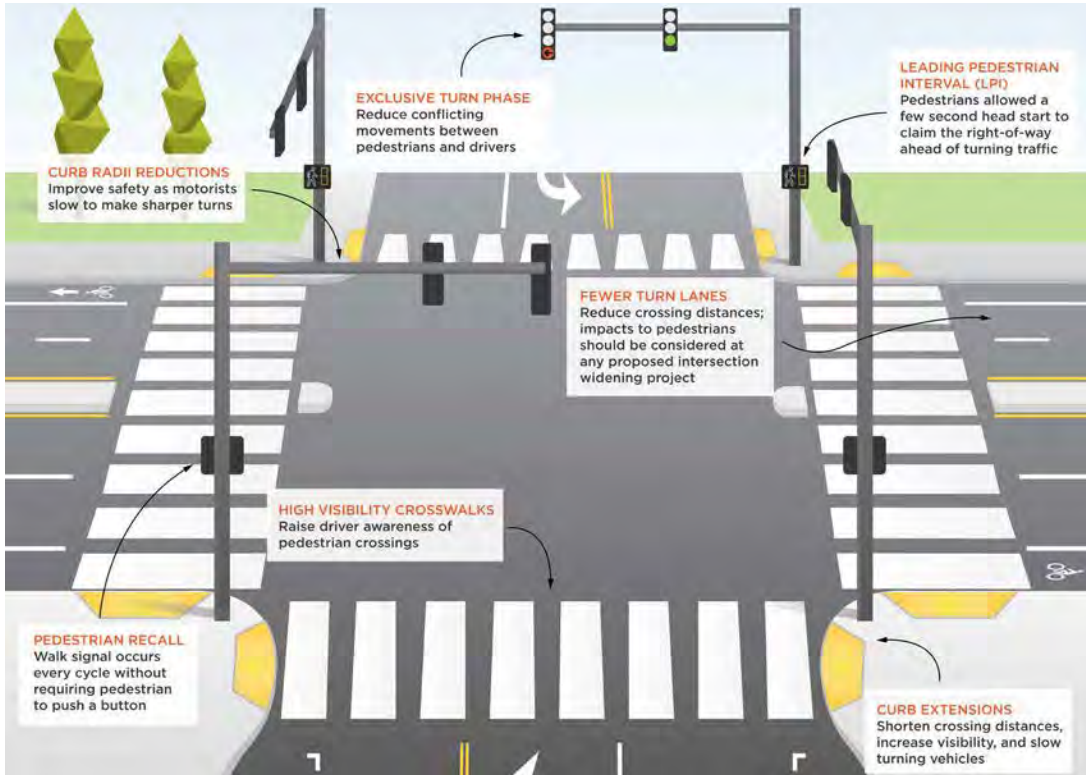 EXCLUSIVE TURN PHASE
Reduce conflicting
movements between
pedestrians and drivers
LEADING PEDESTRIAN
INTERVAL (LPI)
Pedestrians allowed a
few second head start to
claim the right-of-way
ahead of turning traffic
CURB RADII REDUCTIONS
Improve safety as motorists
slow to make sharper turns
FEWER TURN LANES
Reduce crossing distances;
impacts to pedestrians
should be considered at
any proposed intersection
widening project
HIGH VISIBILITY CROSSWALKS
Raise driver awareness of
pedestrian crossings
PEDESTRIAN RECALL
Walk signal occurs
every cycle without
requiring pedestrian
to push a button
CURB EXTENSIONS
Shorten crossing distances,
increase visibility, and slow
turning vehicles